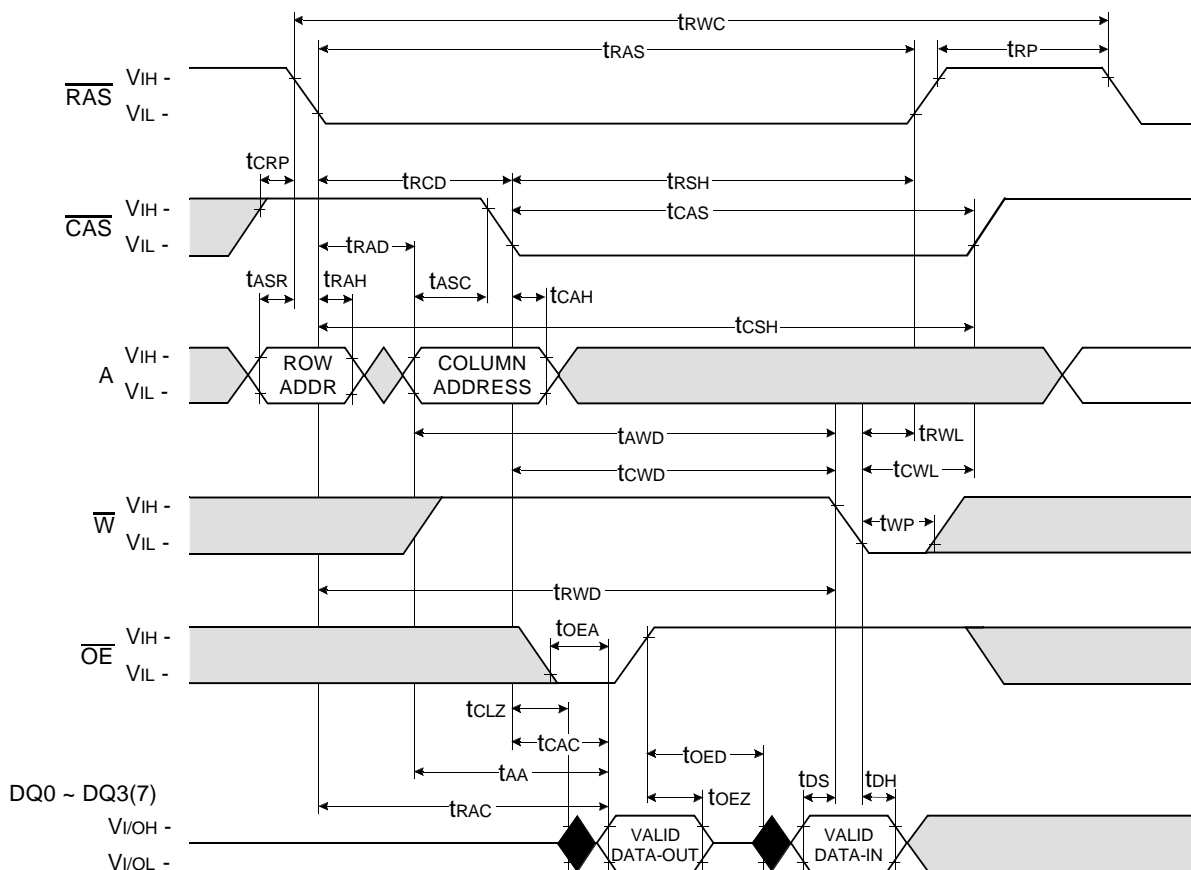 tRWC
tRAS
tRP
RAS
VIH -
VIL -
tCRP
tRCD
tRSH
CAS
VIH -
VIL -
tCAS
tRAD
tASR
tRAH
tASC
tCAH
tCSH
A
VIH -
VIL -
ROW
ADDR
COLUMN
ADDRESS
tAWD
tRWL
tCWD
tCWL
W
VIH -
VIL -
tWP
tRWD
OE
VIH -
VIL -
tOEA
tCLZ
tCAC
tOED
tAA
tDS
tDH
DQ0 ~ DQ3(7)
tRAC
tOEZ
VI/OH -
VI/OL -
VALID
DATA-OUT
VALID
DATA-IN